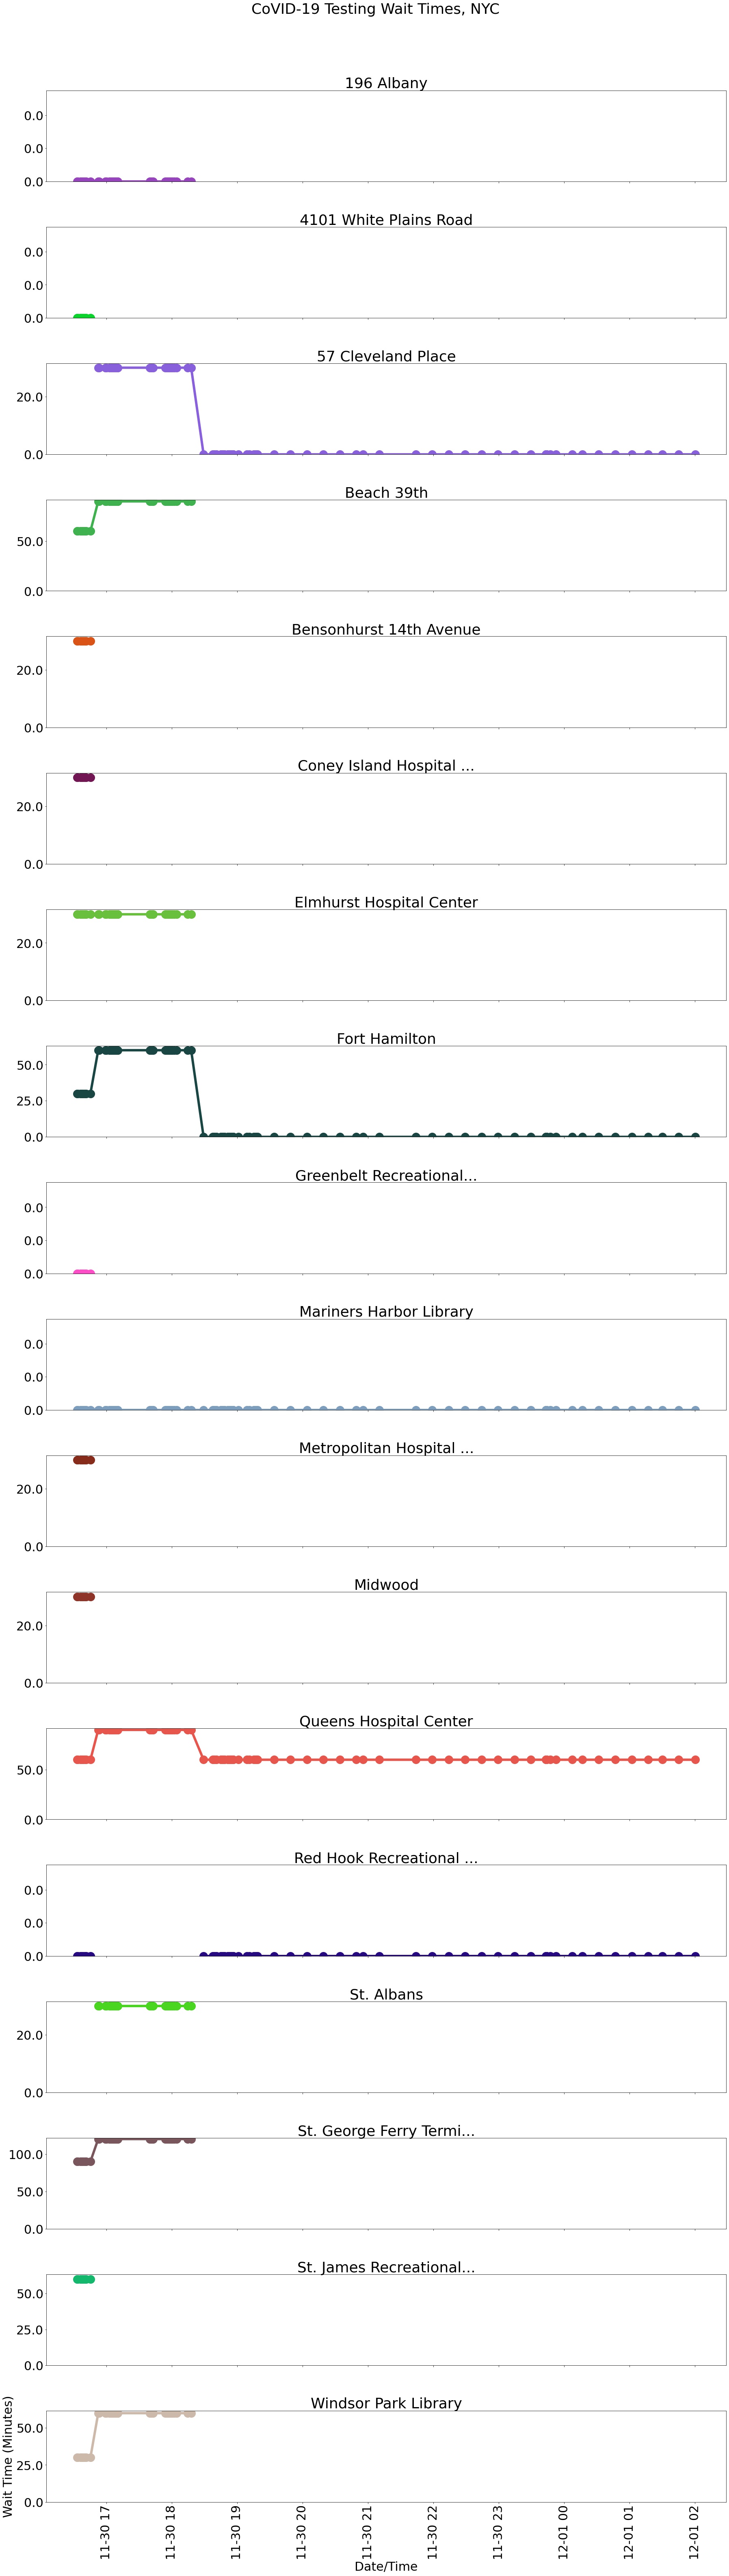 CoVID-19 Testing Wait Times, NYC
196 Albany
0.0
0.0
0.0
4101 White Plains Road
0.0
0.0
0.0
57 Cleveland Place
20.0
0.0
Beach 39th
50.0
0.0
Bensonhurst 14th Avenue
20.0
0.0
Coney Island Hospital ...
20.0
0.0
Elmhurst Hospital Center
20.0
0.0
Fort Hamilton
50.0
25.0
0.0
Greenbelt Recreational...
0.0
0.0
0.0
Mariners Harbor Library
0.0
0.0
0.0
Metropolitan Hospital ...
20.0
0.0
Midwood
20.0
0.0
Queens Hospital Center
50.0
0.0
Red Hook Recreational ...
0.0
0.0
0.0
St. Albans
20.0
0.0
St. George Ferry Termi...
100.0
50.0
0.0
St. James Recreational...
50.0
25.0
0.0
Windsor Park Library
50.0
25.0
0.0
Wait Time (Minutes)
11-30 17
11-30 18
11-30 19
11-30 20
11-30 21
11-30 22
11-30 23
12-01 00
12-01 01
12-01 02
Date/Time